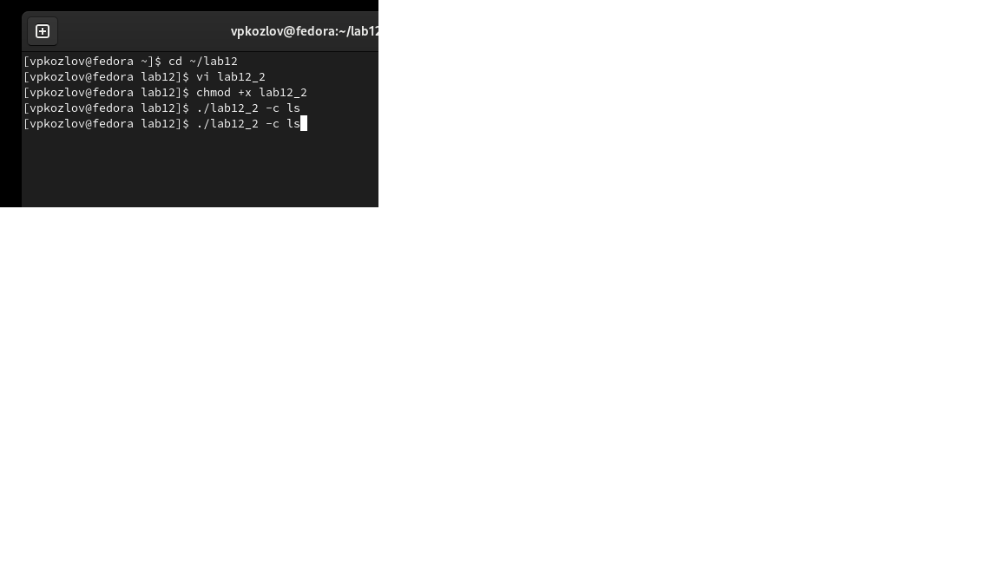 vpkozlov@fedora:~/lab12
[vpkozlov@fedora ~]$ cd ~/lab12
[vpkozlov@fedora lab12]$ vi lab12_2
[vpkozlov@fedora lab12]$ chmod +x lab12_2
[vpkozlov@fedora lab12]$ ./lab12_2 -c ls
[vpkozlov@fedora lab12]$ ./lab12_2 -c ls